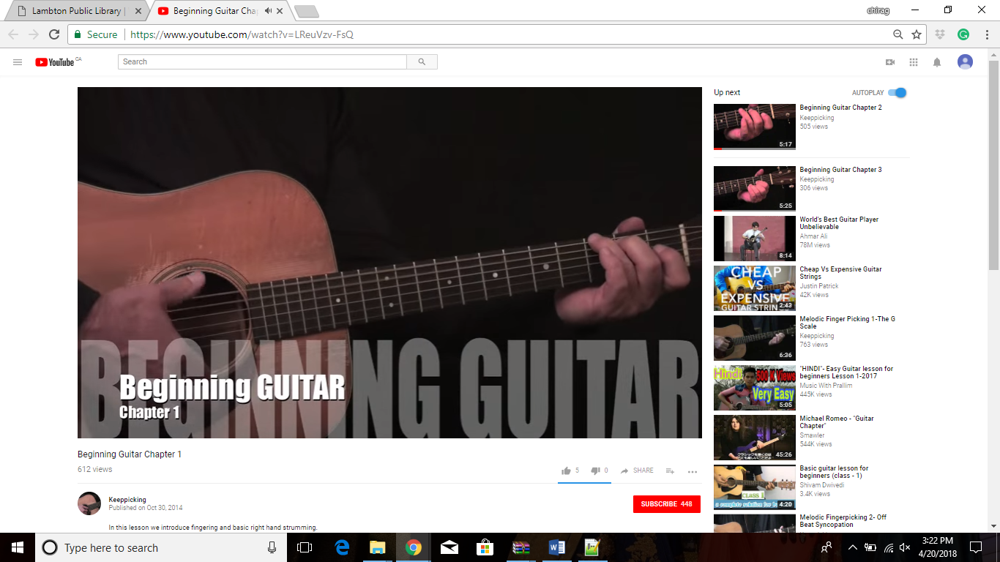 Lambton Public Library |
Beginning Guitar Cha
chirag
Secure
https://www.youtube.com/watch?v=LReuVzv-FsQ
YouTube CA
Search
BEGINNING GUITAR
Beginning GUITAR
Chapter 1
Beginning Guitar Chapter 1
612 views
5
0
SHARE
Keeppicking
Published on Oct 30, 2014
SUBSCRIBE 448
In this lesson we introduce fingering and basic right hand strumming.
Up next
AUTOPLAY
5:17
Beginning Guitar Chapter 2
Keeppicking
505 views
5:25
Beginning Guitar Chapter 3
Keeppicking
306 views
8:14
World's Best Guitar Player
Unbelievable
Ahmar Ali
78M views
CHEAP
VS
EXPENSIVE
GUITAR STRINGS
2:43
Cheap Vs Expensive Guitar
Strings
Justin Patrick
42K views
6:36
Melodic Finger Picking 1-The G
Scale
Keeppicking
763 views
Hindi
500 K Views
Very Easy
5:05
"HINDI"- Easy Guitar lesson for
beginners Lesson 1-2017
Music With Prallim
445K views
45:26
Michael Romeo - "Guitar
Chapter"
Smawler
544K views
CLASS 1
a complete solution for
4:20
Basic guitar lesson for
beginners (class - 1)
Shivam Dwivedi
3.4K views
Melodic Fingerpicking 2- Off
Beat Syncopation
Type here to search
3:22 PM
4/20/2018